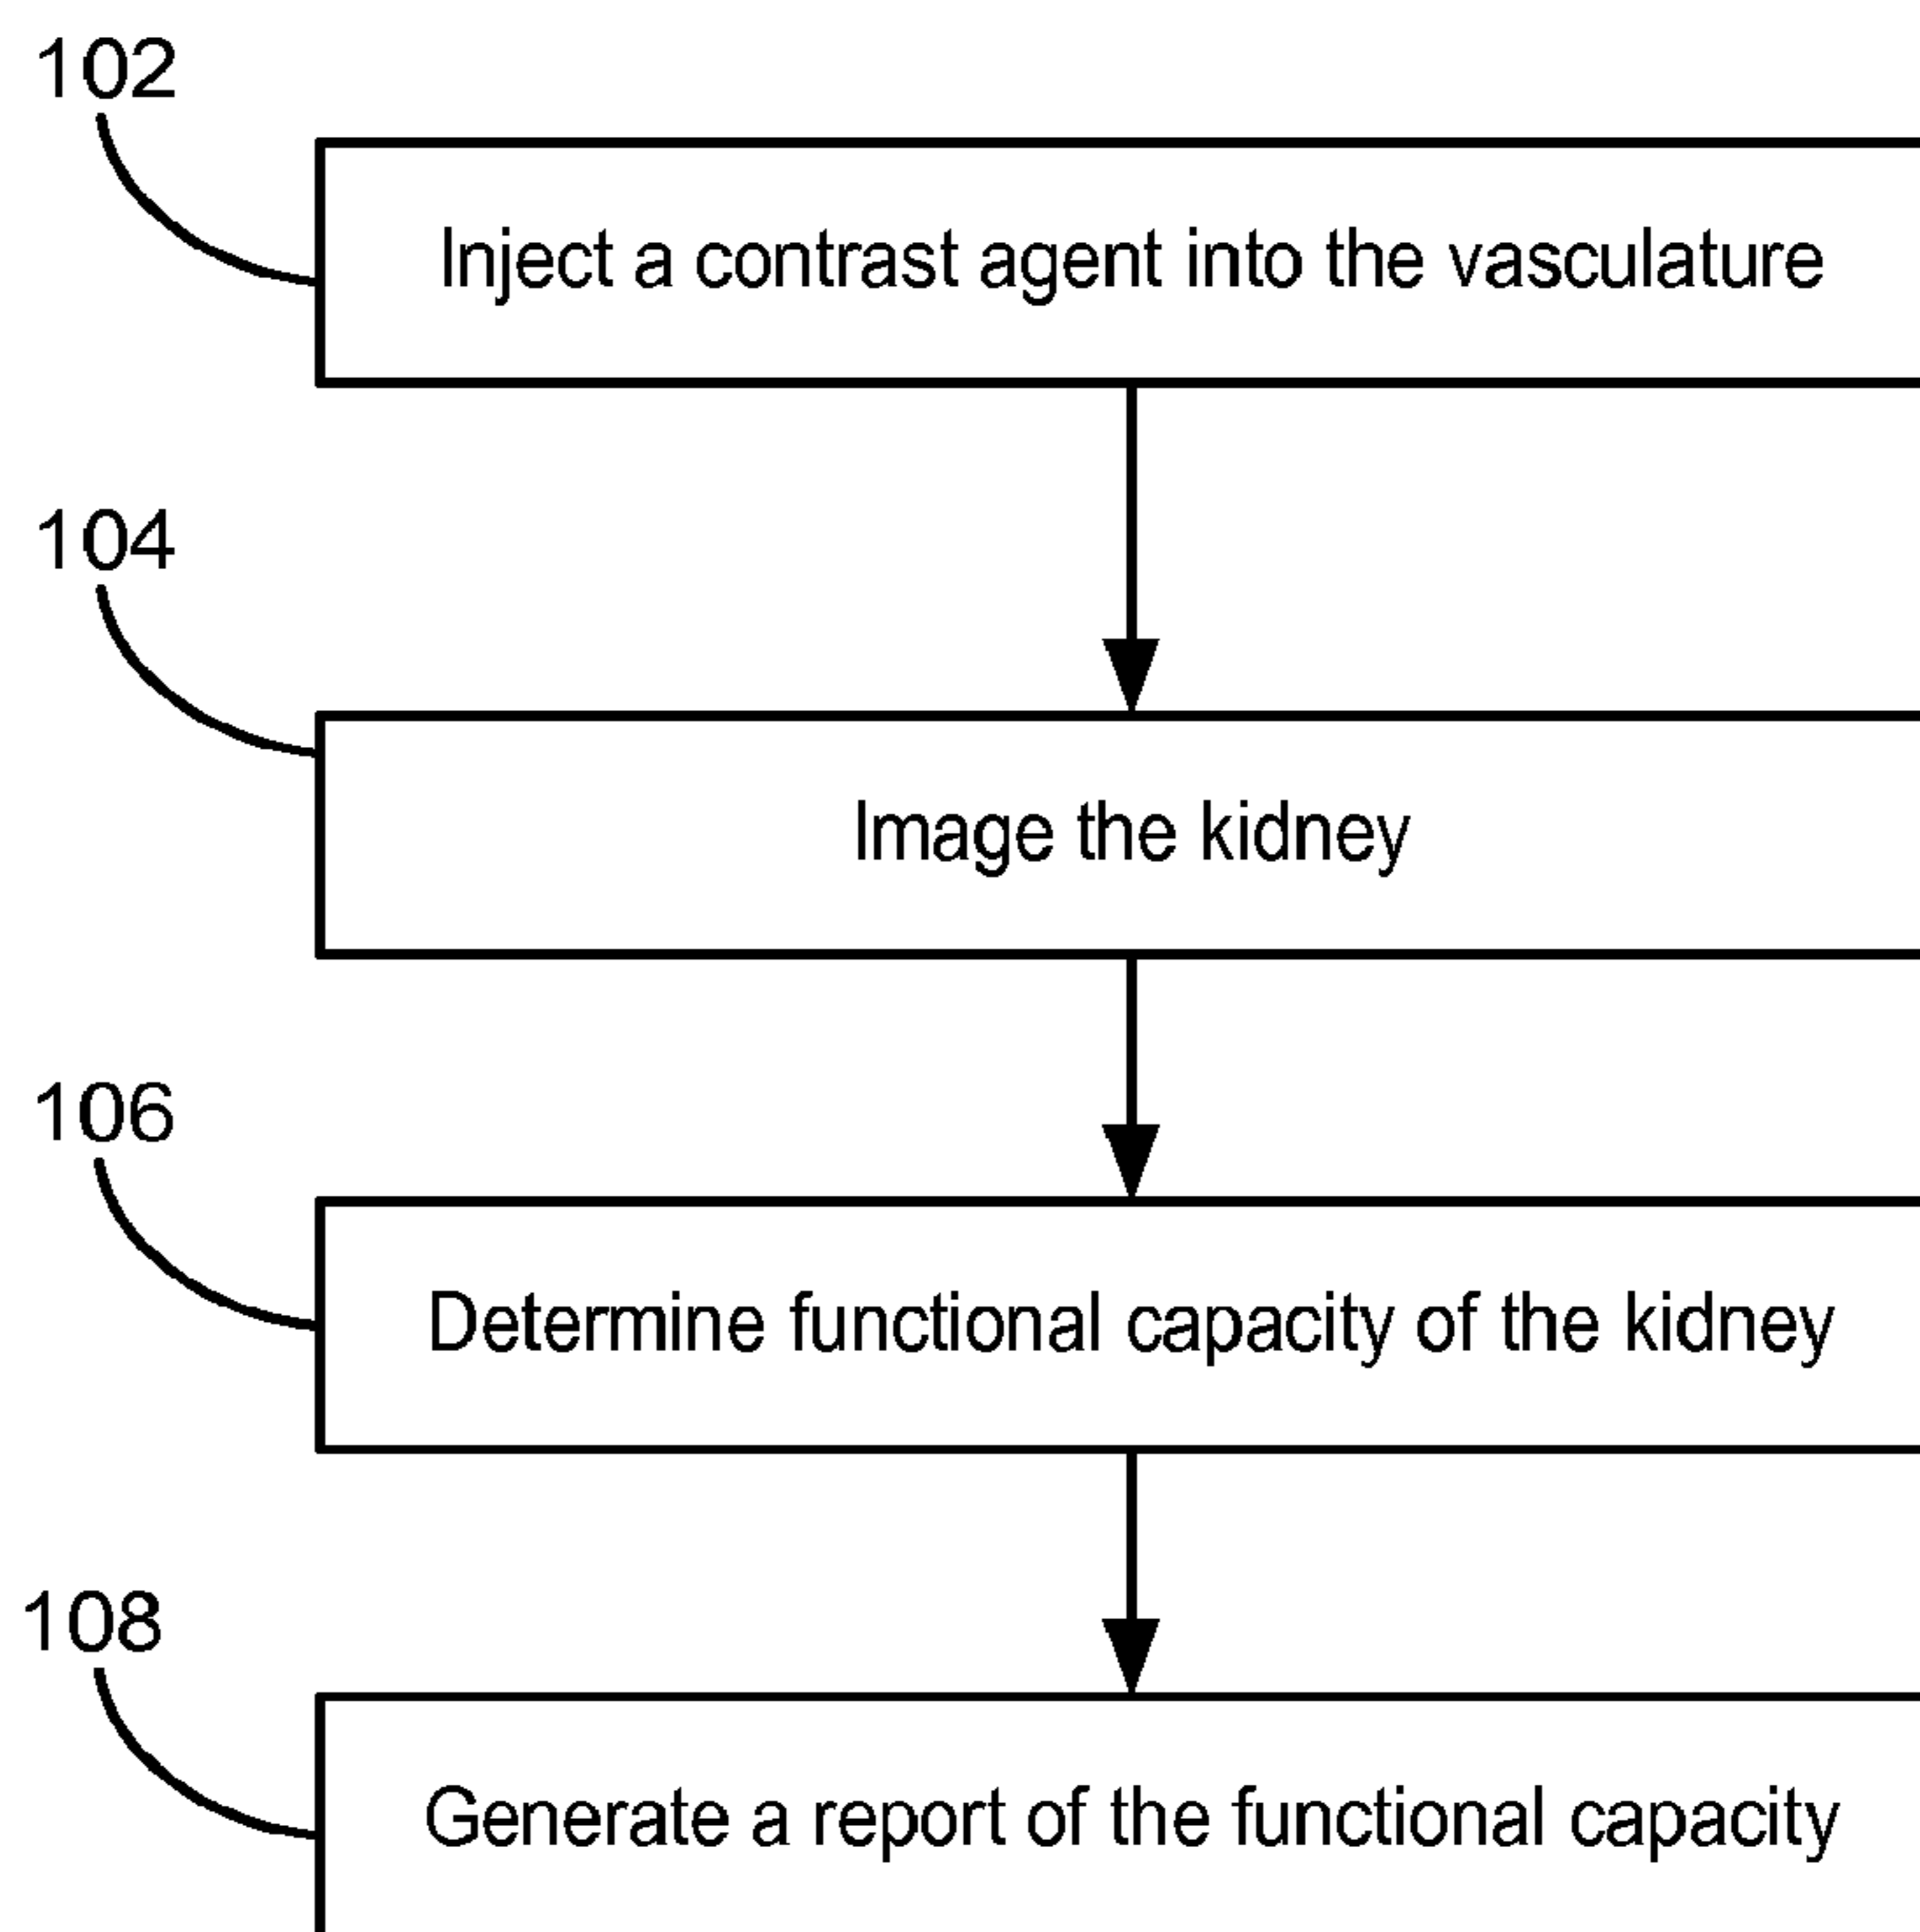 102
Inject a contrast agent into the vasculature
104
Image the kidney
106
Determine functional capacity of the kidney
108
Generate a report of the functional capacity